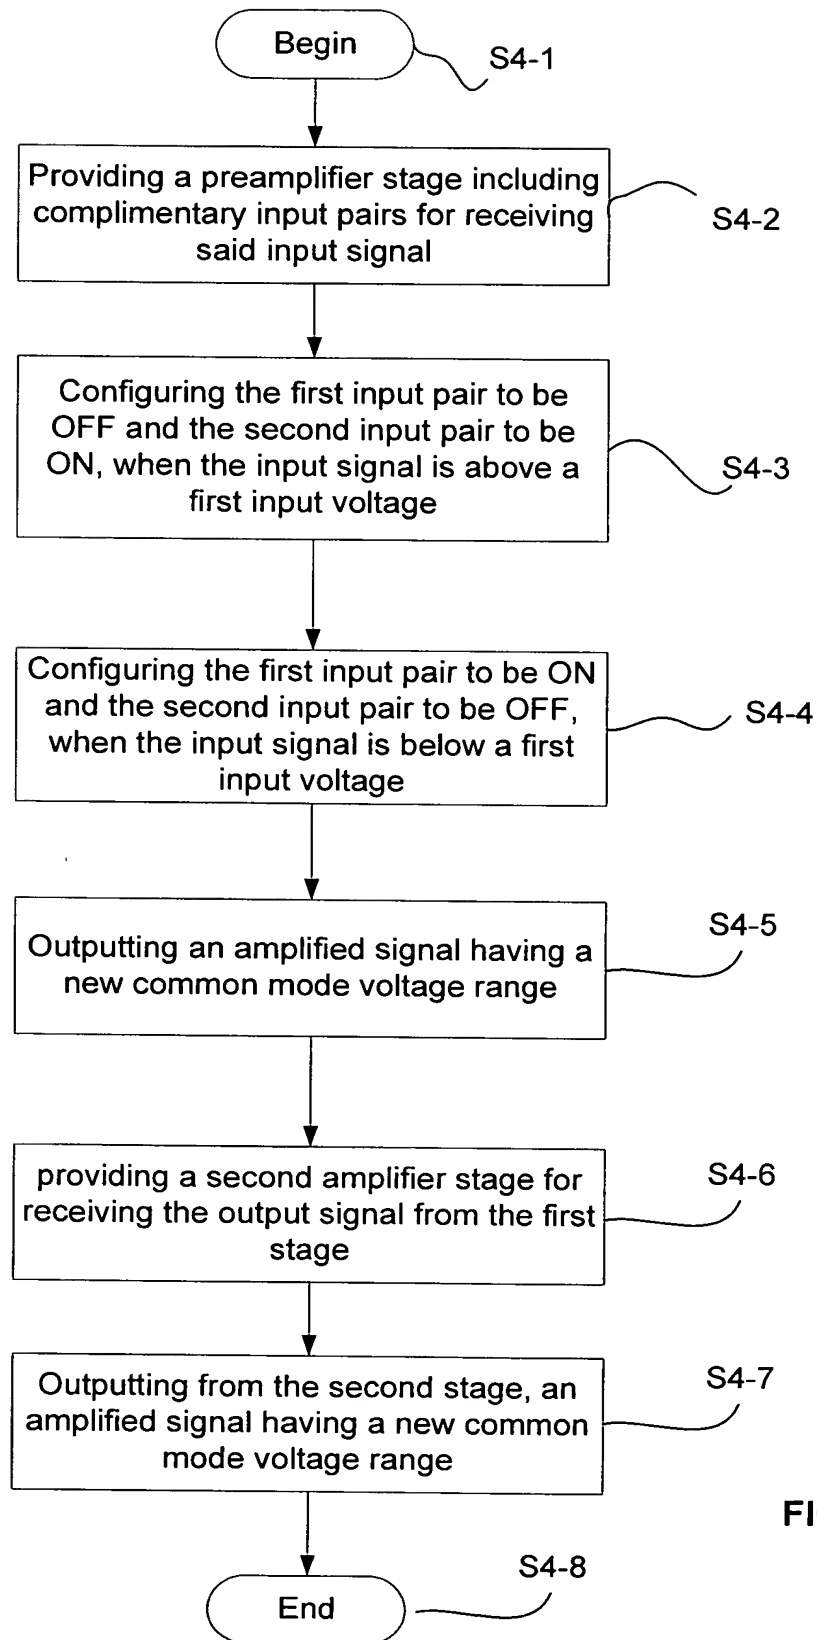 Begin
S4-1
Providing a preamplifier stage including
complimentary input pairs for receiving
said input signal
S4-2
Configuring the first input pair to be
OFF and the second input pair to be
ON, when the input signal is above a
first input voltage
S4-3
Configuring the first input pair to be ON
and the second input pair to be OFF,
when the input signal is below a first
input voltage
S4-4
Outputting an amplified signal having a
new common mode voltage range
S4-5
providing a second amplifier stage for
receiving the output signal from the first
stage
S4-6
Outputting from the second stage, an
amplified signal having a new common
mode voltage range
S4-7
FI
End
S4-8